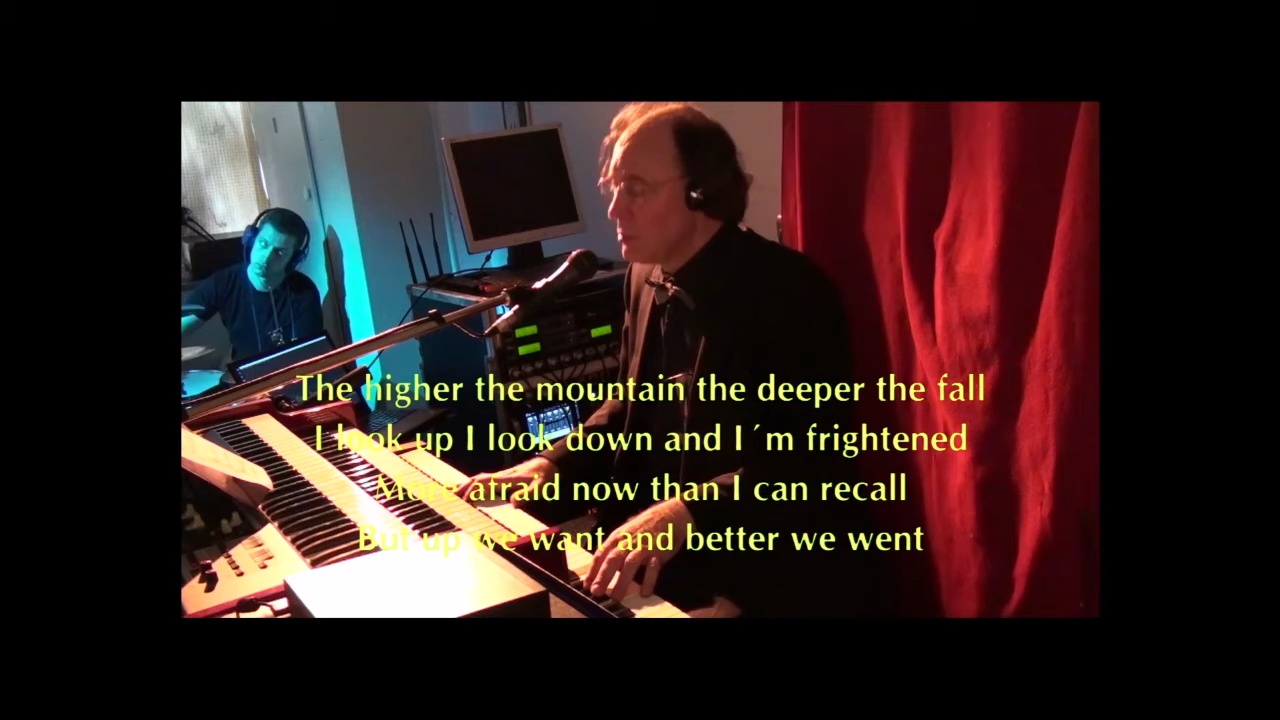 The higher the mountain the deeper the fall
I look up I look down and I´m frightened
More afraid now than I can recall
But up we want and better we went